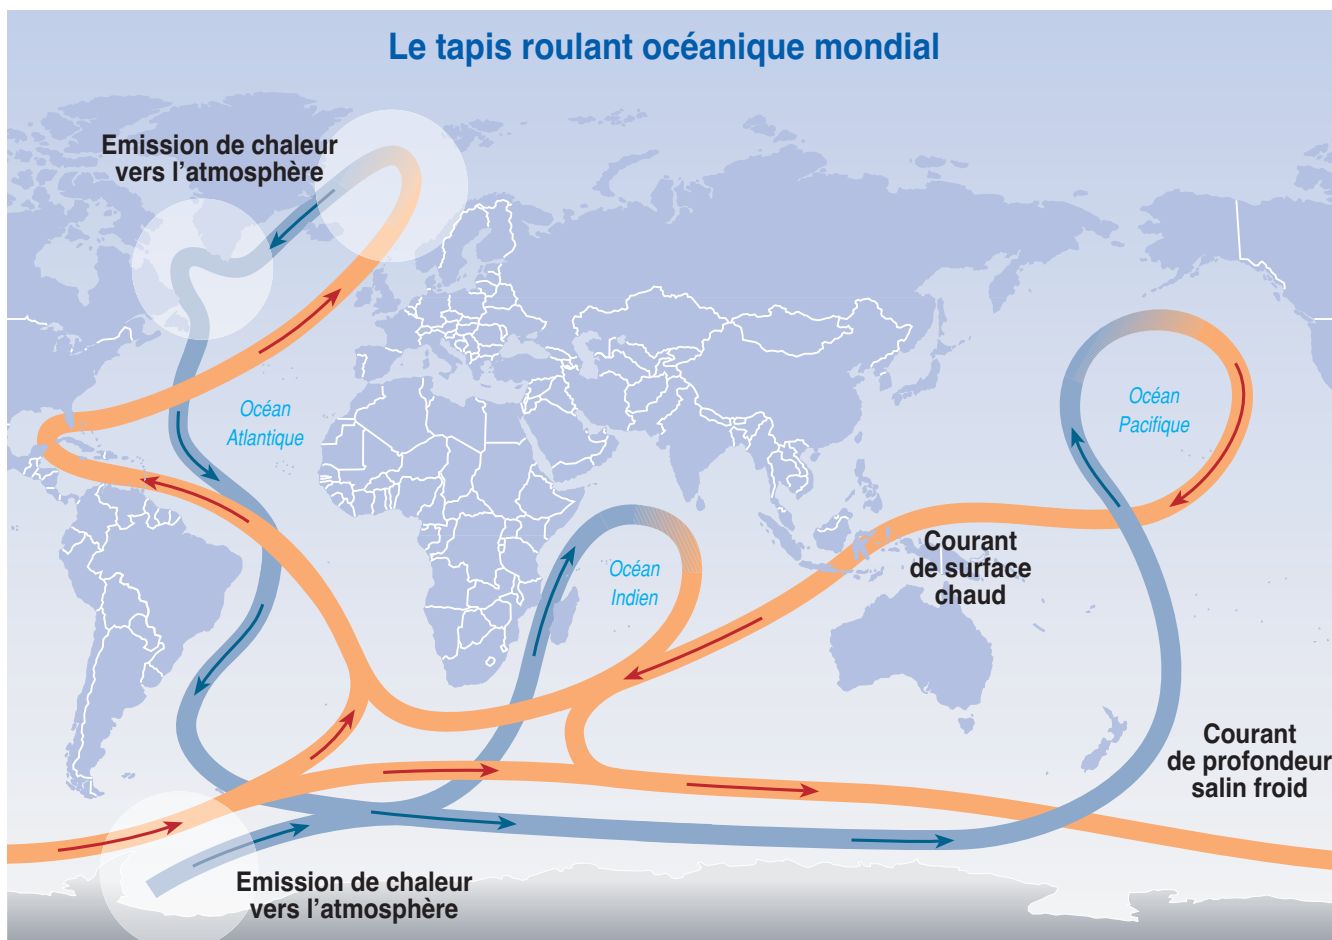 Le tapis roulant océanique mondial
Emission de chaleur
vers l'atmosphère
Océan
Atlantique
Océan
Pacifique
Océan
Indien
Courant
de surface
chaud
Courant
de profondeur
salin froid
Emission de chaleur
vers l'atmosphère